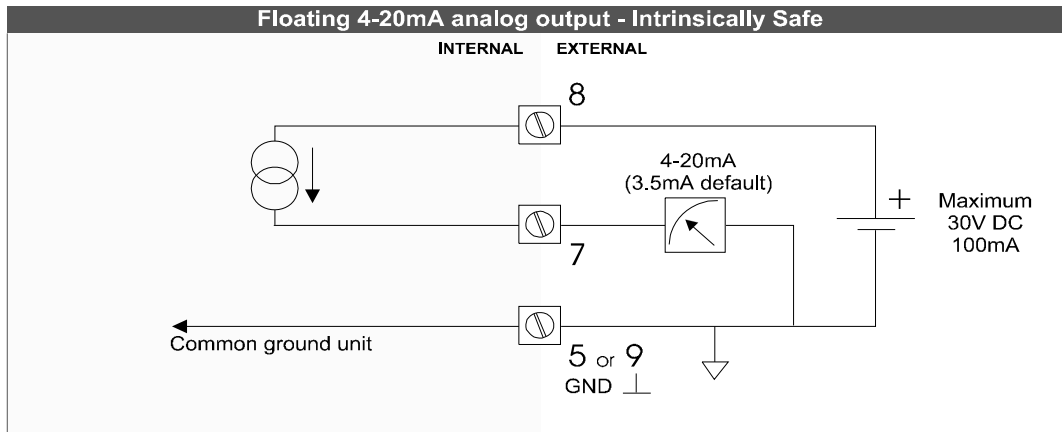 Floating 4-20mA analog output - Intrinsically Safe
INTERNAL EXTERNAL
8
4-20mA
(3.5mA default)
+
Maximum
30V DC
100mA
7
Common ground unit
5 or 9
GND